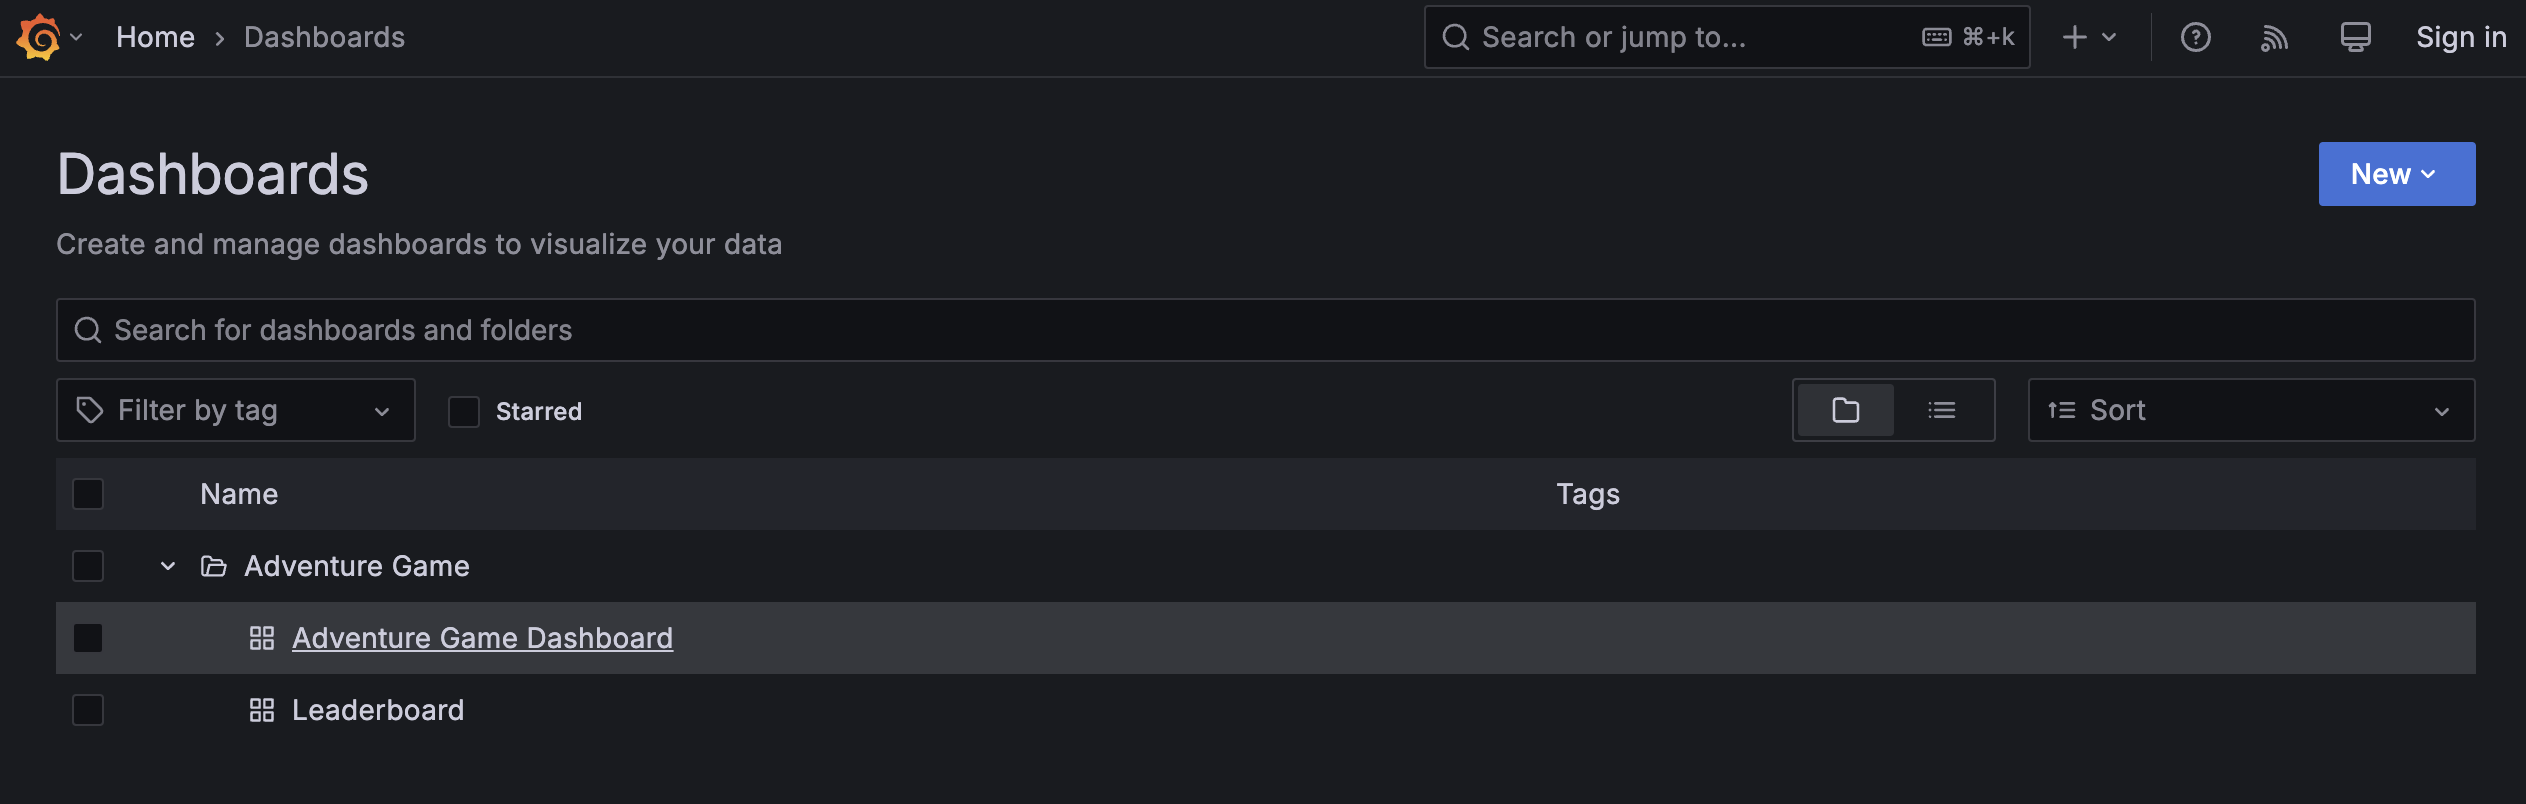 Home › Dashboards
Search or jump to... ⌘+k
Sign in
Dashboards
New
Create and manage dashboards to visualize your data
Search for dashboards and folders
Filter by tag
Starred
Sort
Name Tags
Adventure Game
Adventure Game Dashboard
Leaderboard